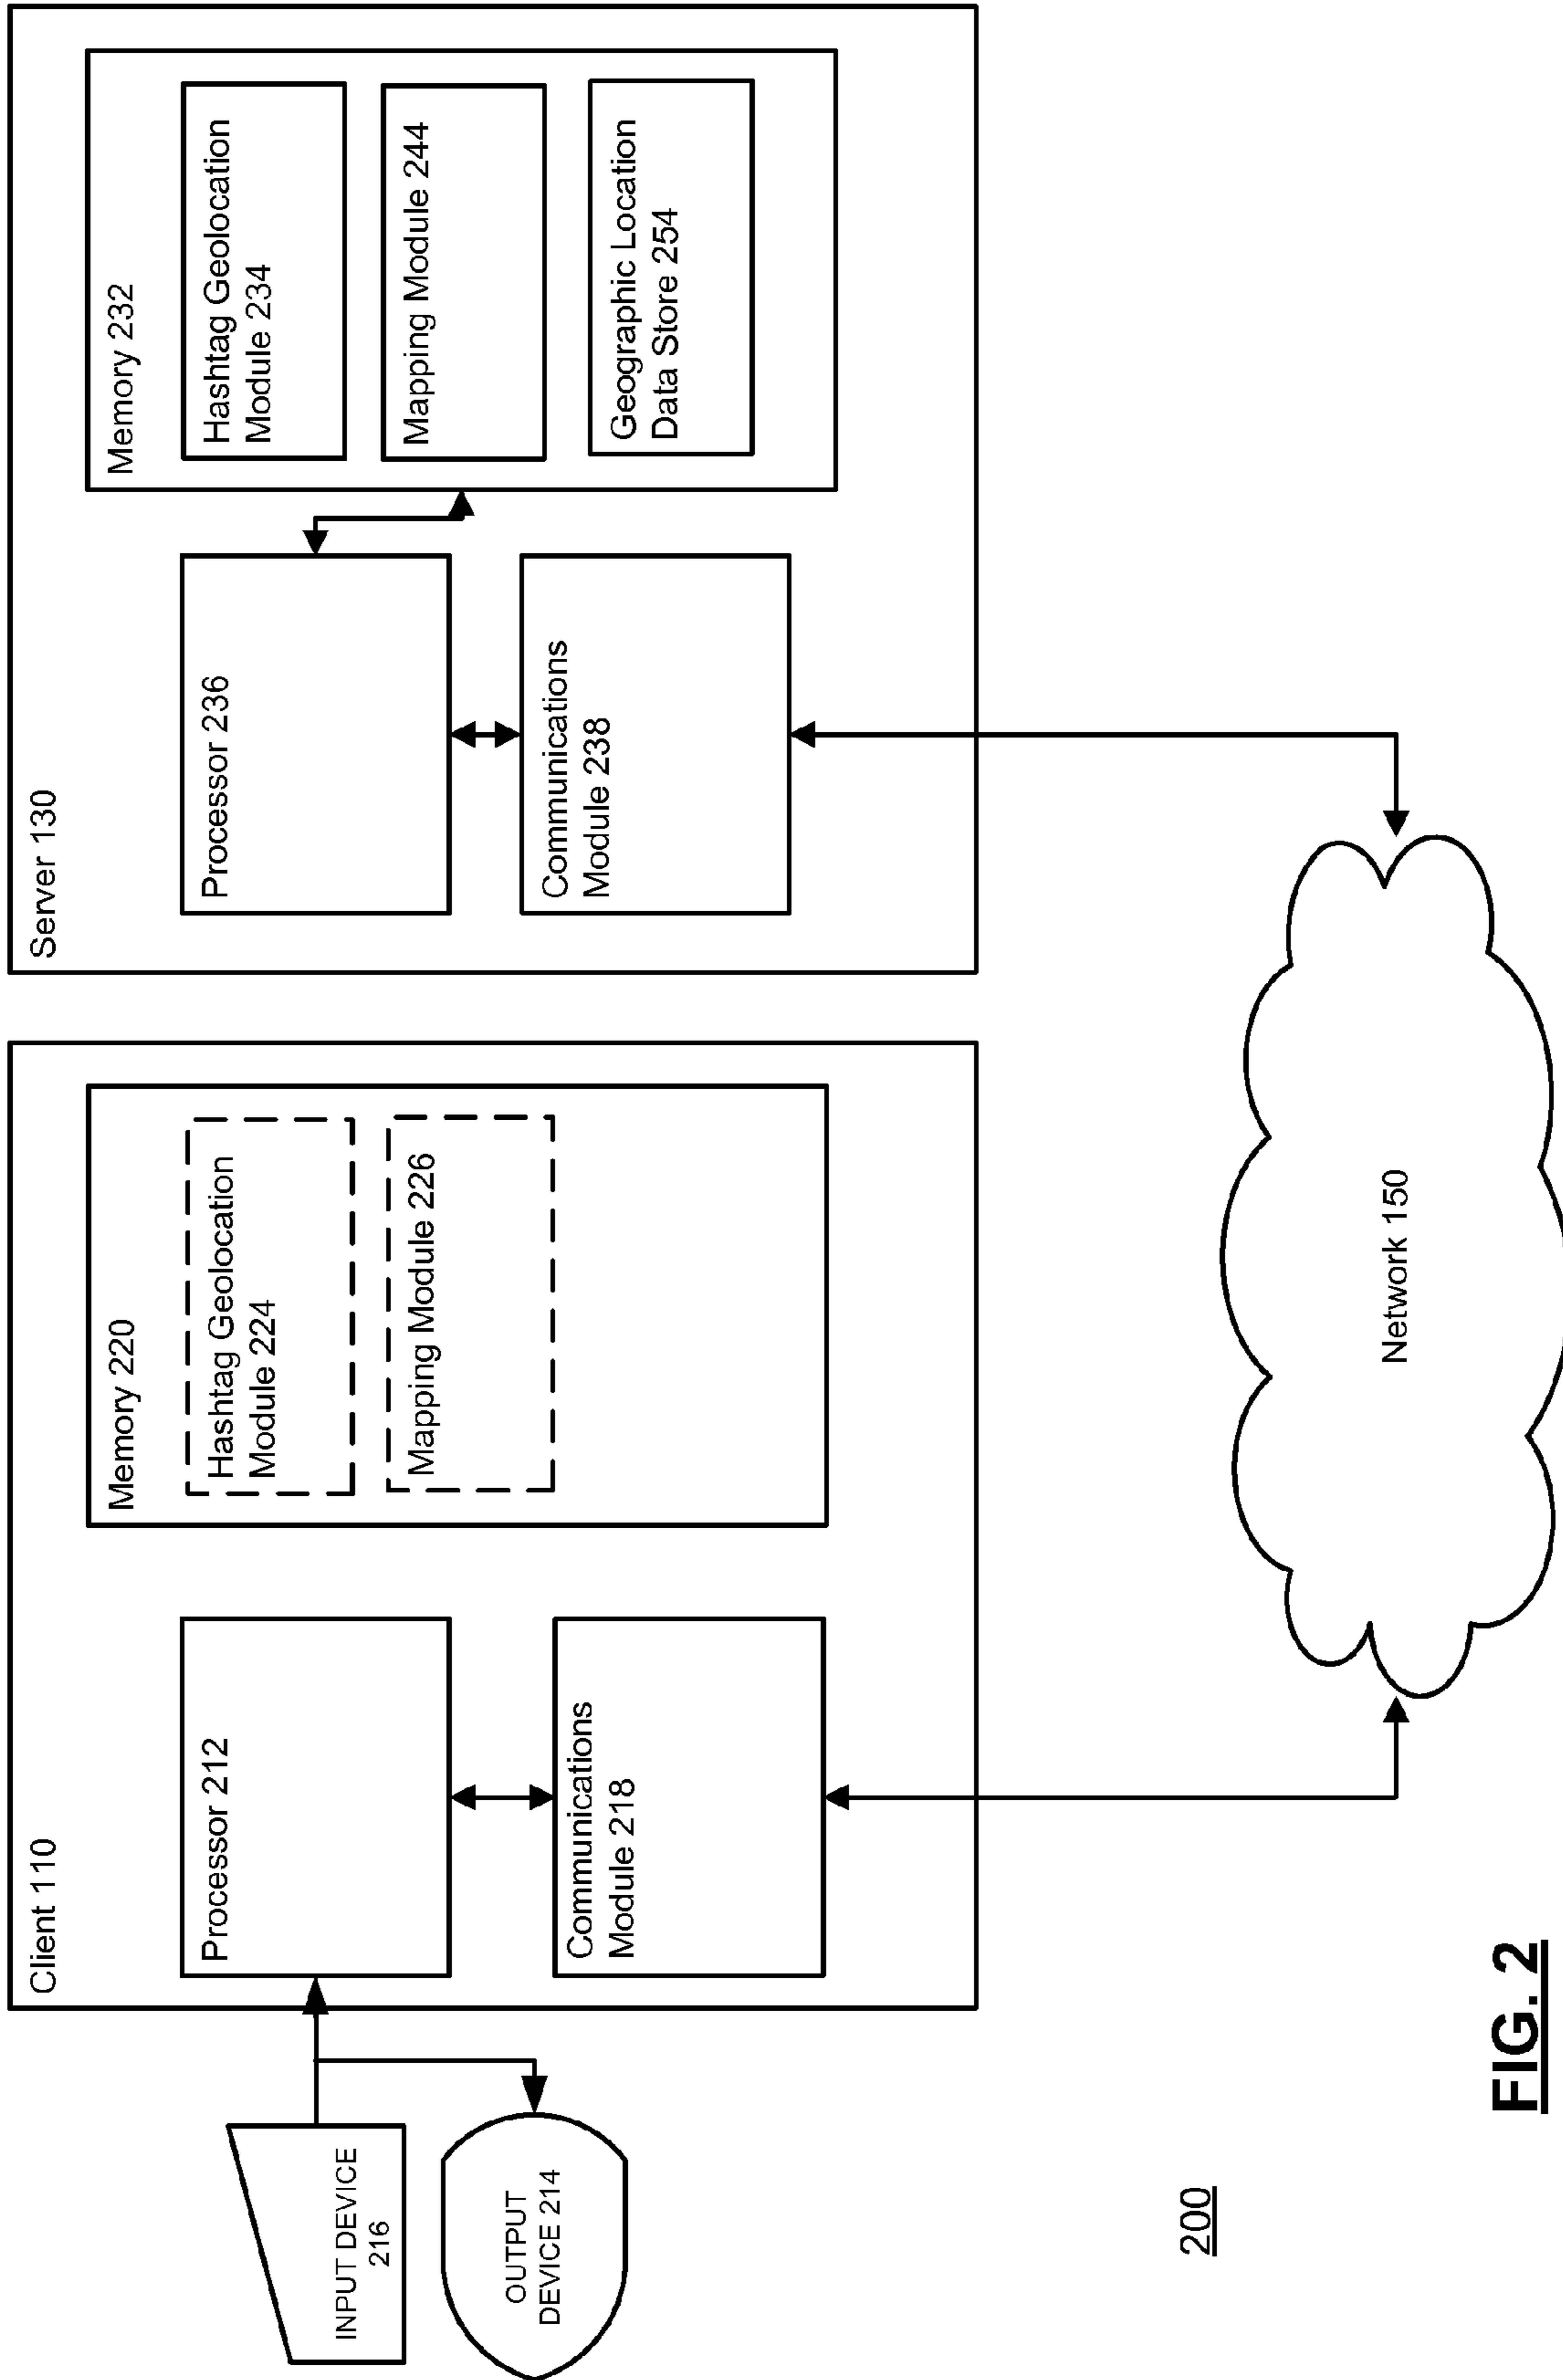 Client 110
Processor 212
Communications
Module 218
Memory 220
Hashtag Geolocation
Module 224
Mapping Module 226
INPUT DEVICE
216
OUTPUT
DEVICE 214
Server 130
Processor 236
Communications
Module 238
Memory 232
Hashtag Geolocation
Module 234
Mapping Module 244
Geographic Location
Data Store 254
Network 150
200
FIG. 2